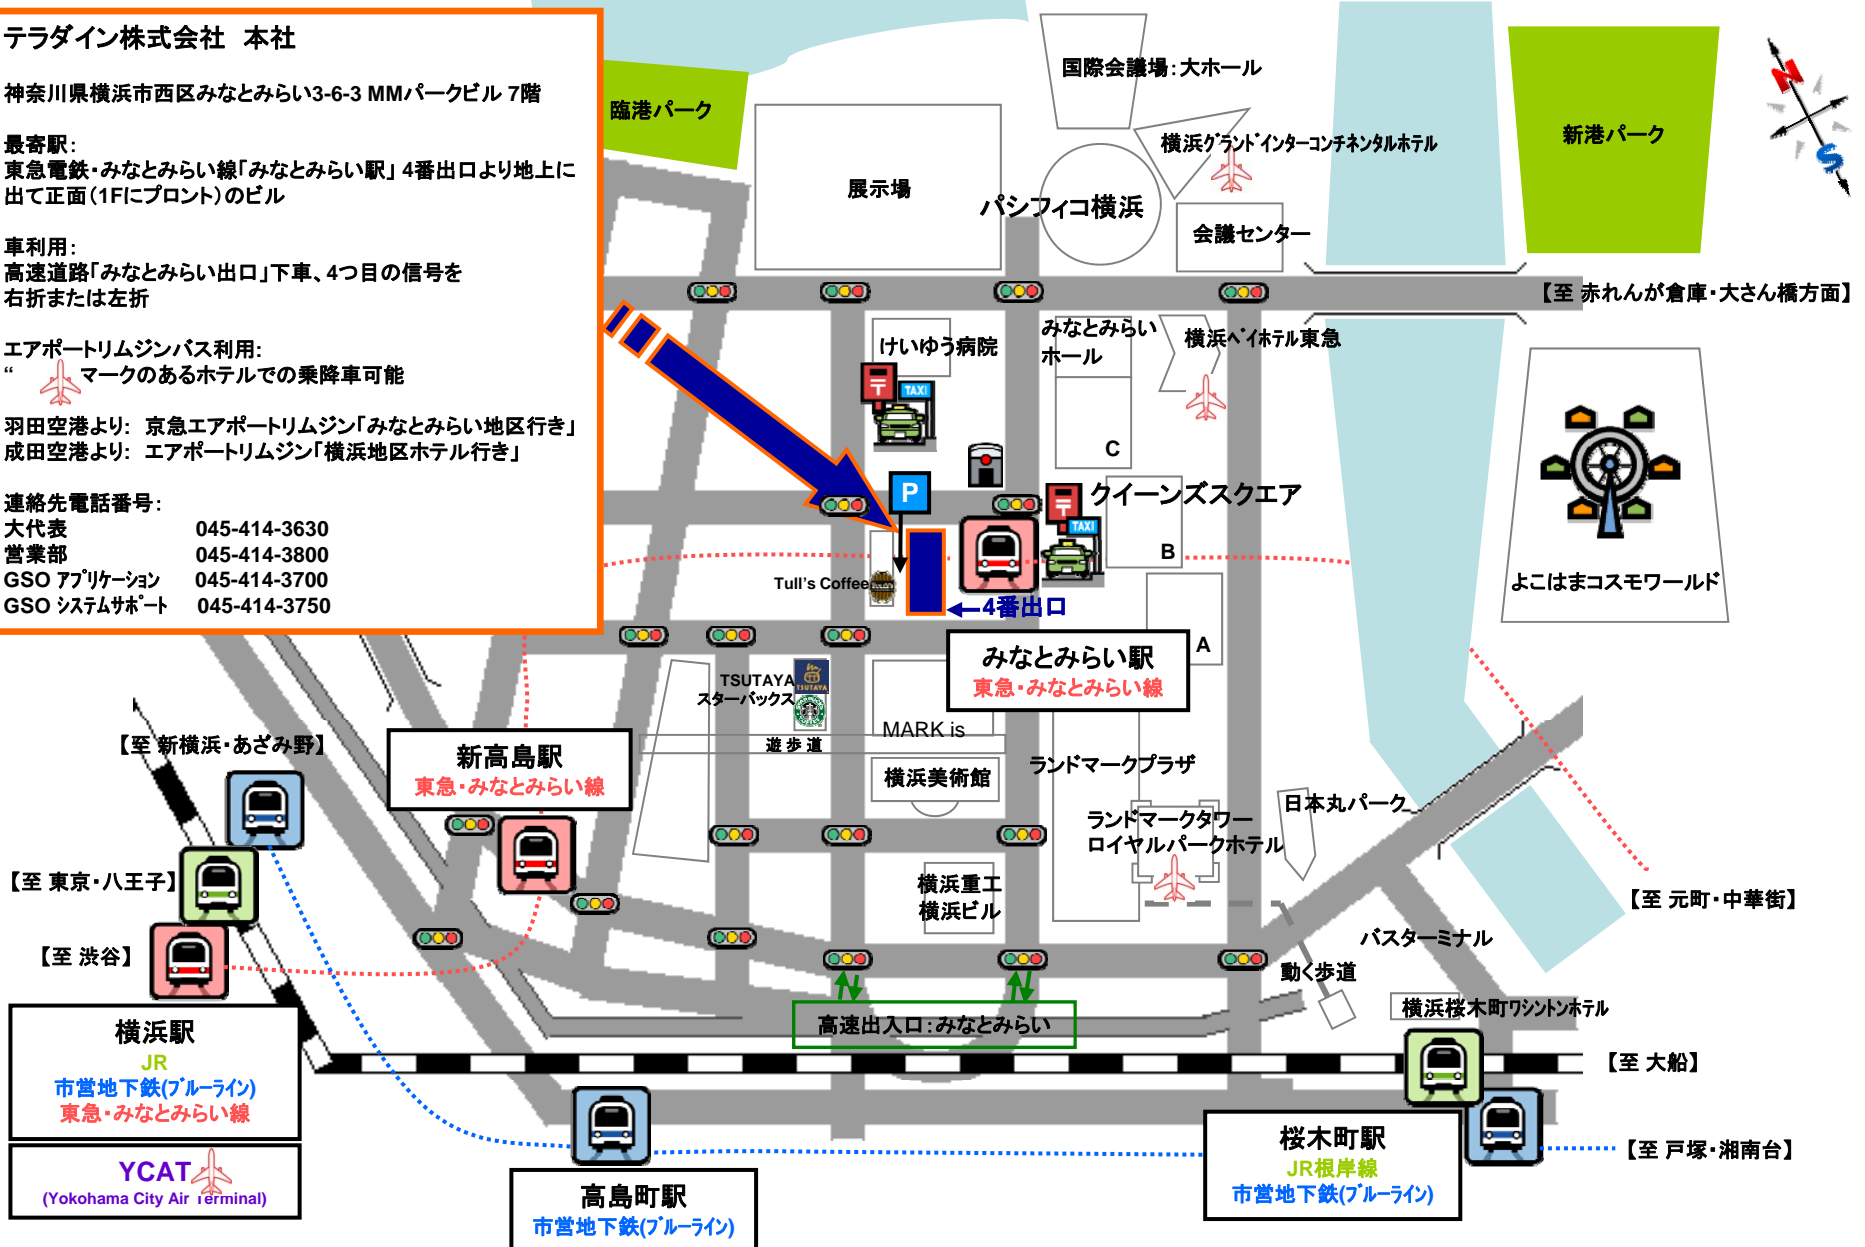 テラダイン株式会社 本社
神奈川県横浜市西区みなとみらい3-6-3 MMパークビル 7階
最寄駅：
東急電鉄・みなとみらい線「みなとみらい駅」 4番出口より地上に
出て正面（1Fにプロント）のビル
車利用：
高速道路「みなとみらい出口」下車、4つ目の信号を
右折または左折
エアポートリムジンバス利用：
“ マークのあるホテルでの乗降車可能
羽田空港より： 京急エアポートリムジン「みなとみらい地区行き」
成田空港より： エアポートリムジン「横浜地区ホテル行き」
連絡先電話番号：
大代表 045-414-3630
営業部 045-414-3800
GSO アプリケーション 045-414-3700
GSO システムサポート 045-414-3750
臨港パーク
国際会議場：大ホール
横浜グランドインターコンチネンタルホテル
新港パーク
N
S
展示場
パシフィコ横浜
会議センター
【至 赤れんが倉庫・大さん橋方面】
けいゆう病院
みなとみらい
ホール
横浜ベイホテル東急
〒
TAXI
C
P
クイーンズスクエア
〒
TAXI
B
Tull's Coffee
←4番出口
よこはまコスモワールド
A
みなとみらい駅
東急・みなとみらい線
TSUTAYA
スターバックス
TSUTAYA
MARK is
遊歩道
横浜美術館
ランドマークプラザ
日本丸パーク
ランドマークタワー
ロイヤルパークホテル
横浜重工
横浜ビル
【至 新横浜・あざみ野】
新高島駅
東急・みなとみらい線
【至 東京・八王子】
【至 渋谷】
【至 元町・中華街】
バスターミナル
動く歩道
横浜桜木町ワシントンホテル
高速出入口：みなとみらい
横浜駅
JR
市営地下鉄(ブルーライン)
東急・みなとみらい線
YCAT
(Yokohama City Air Terminal)
高島町駅
市営地下鉄(ブルーライン)
桜木町駅
JR根岸線
市営地下鉄(ブルーライン)
【至 大船】
【至 戸塚・湘南台】